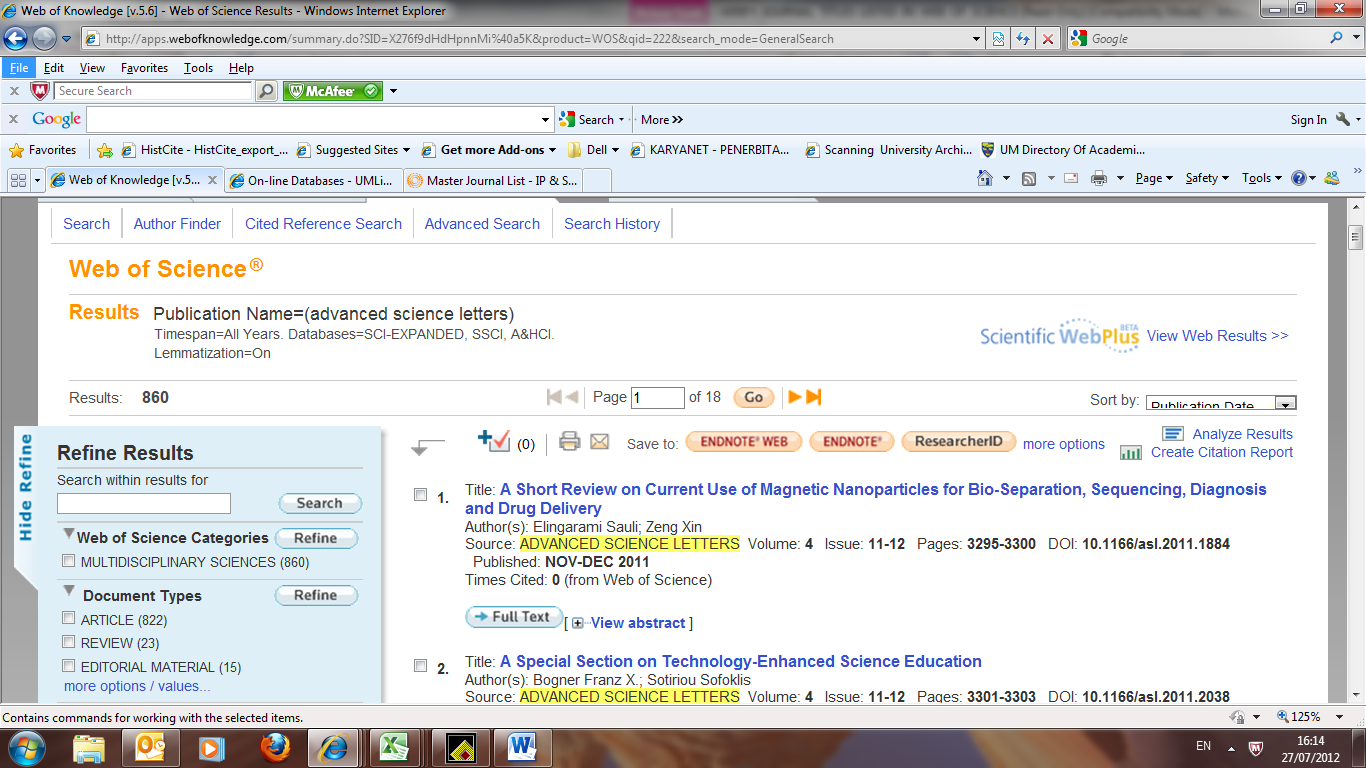 Web of Knowledge [v.5.6] - Web of Science Results - Windows Internet Explorer
http://apps.webofknowledge.com/summary.do?SID=X276f9dHdHpnnMi%40a5k&product=WOS&qid=222&search_mode=GeneralSearch
Google
File Edit View Favorites Tools Help
X Secure Search McAfee
X Google Search More >> Sign In
Favorites HistCite - HistCite_export_... Suggested Sites Get more Add-ons Dell KARYANET - PENERBITA... Scanning University Archi... UM Directory Of Academi...
Web of Knowledge [v.5... X On-line Databases - UMLi... Master Journal List - IP & S... Page Safety Tools
Search Author Finder Cited Reference Search Advanced Search Search History
Web of Science®
Results Publication Name=(advanced science letters)
Timespan=All Years. Databases=SCI-EXPANDED, SSCI, A&HCI.
Lemmatization=On
Scientific WebPlus BETA View Web Results >>
Results: 860 Page 1 of 18 Go Sort by: Publication Date
Hide Refine
Refine Results
Search within results for
Search
Web of Science Categories Refine
MULTIDISCIPLINARY SCIENCES (860)
Document Types Refine
ARTICLE (822)
REVIEW (23)
EDITORIAL MATERIAL (15)
more options / values...
(0) Save to: ENDNOTE® WEB ENDNOTE® ResearcherID more options
Analyze Results
Create Citation Report
1. Title: A Short Review on Current Use of Magnetic Nanoparticles for Bio-Separation, Sequencing, Diagnosis
and Drug Delivery
Author(s): Elingarami Sauli; Zeng Xin
Source: ADVANCED SCIENCE LETTERS Volume: 4 Issue: 11-12 Pages: 3295-3300 DOI: 10.1166/asl.2011.1884
Published: NOV-DEC 2011
Times Cited: 0 (from Web of Science)
Full Text [ View abstract ]
2. Title: A Special Section on Technology-Enhanced Science Education
Author(s): Bogner Franz X.; Sotiriou Sofoklis
Source: ADVANCED SCIENCE LETTERS Volume: 4 Issue: 11-12 Pages: 3301-3303 DOI: 10.1166/asl.2011.2038
Contains commands for working with the selected items. 125%
EN 16:14
27/07/2012